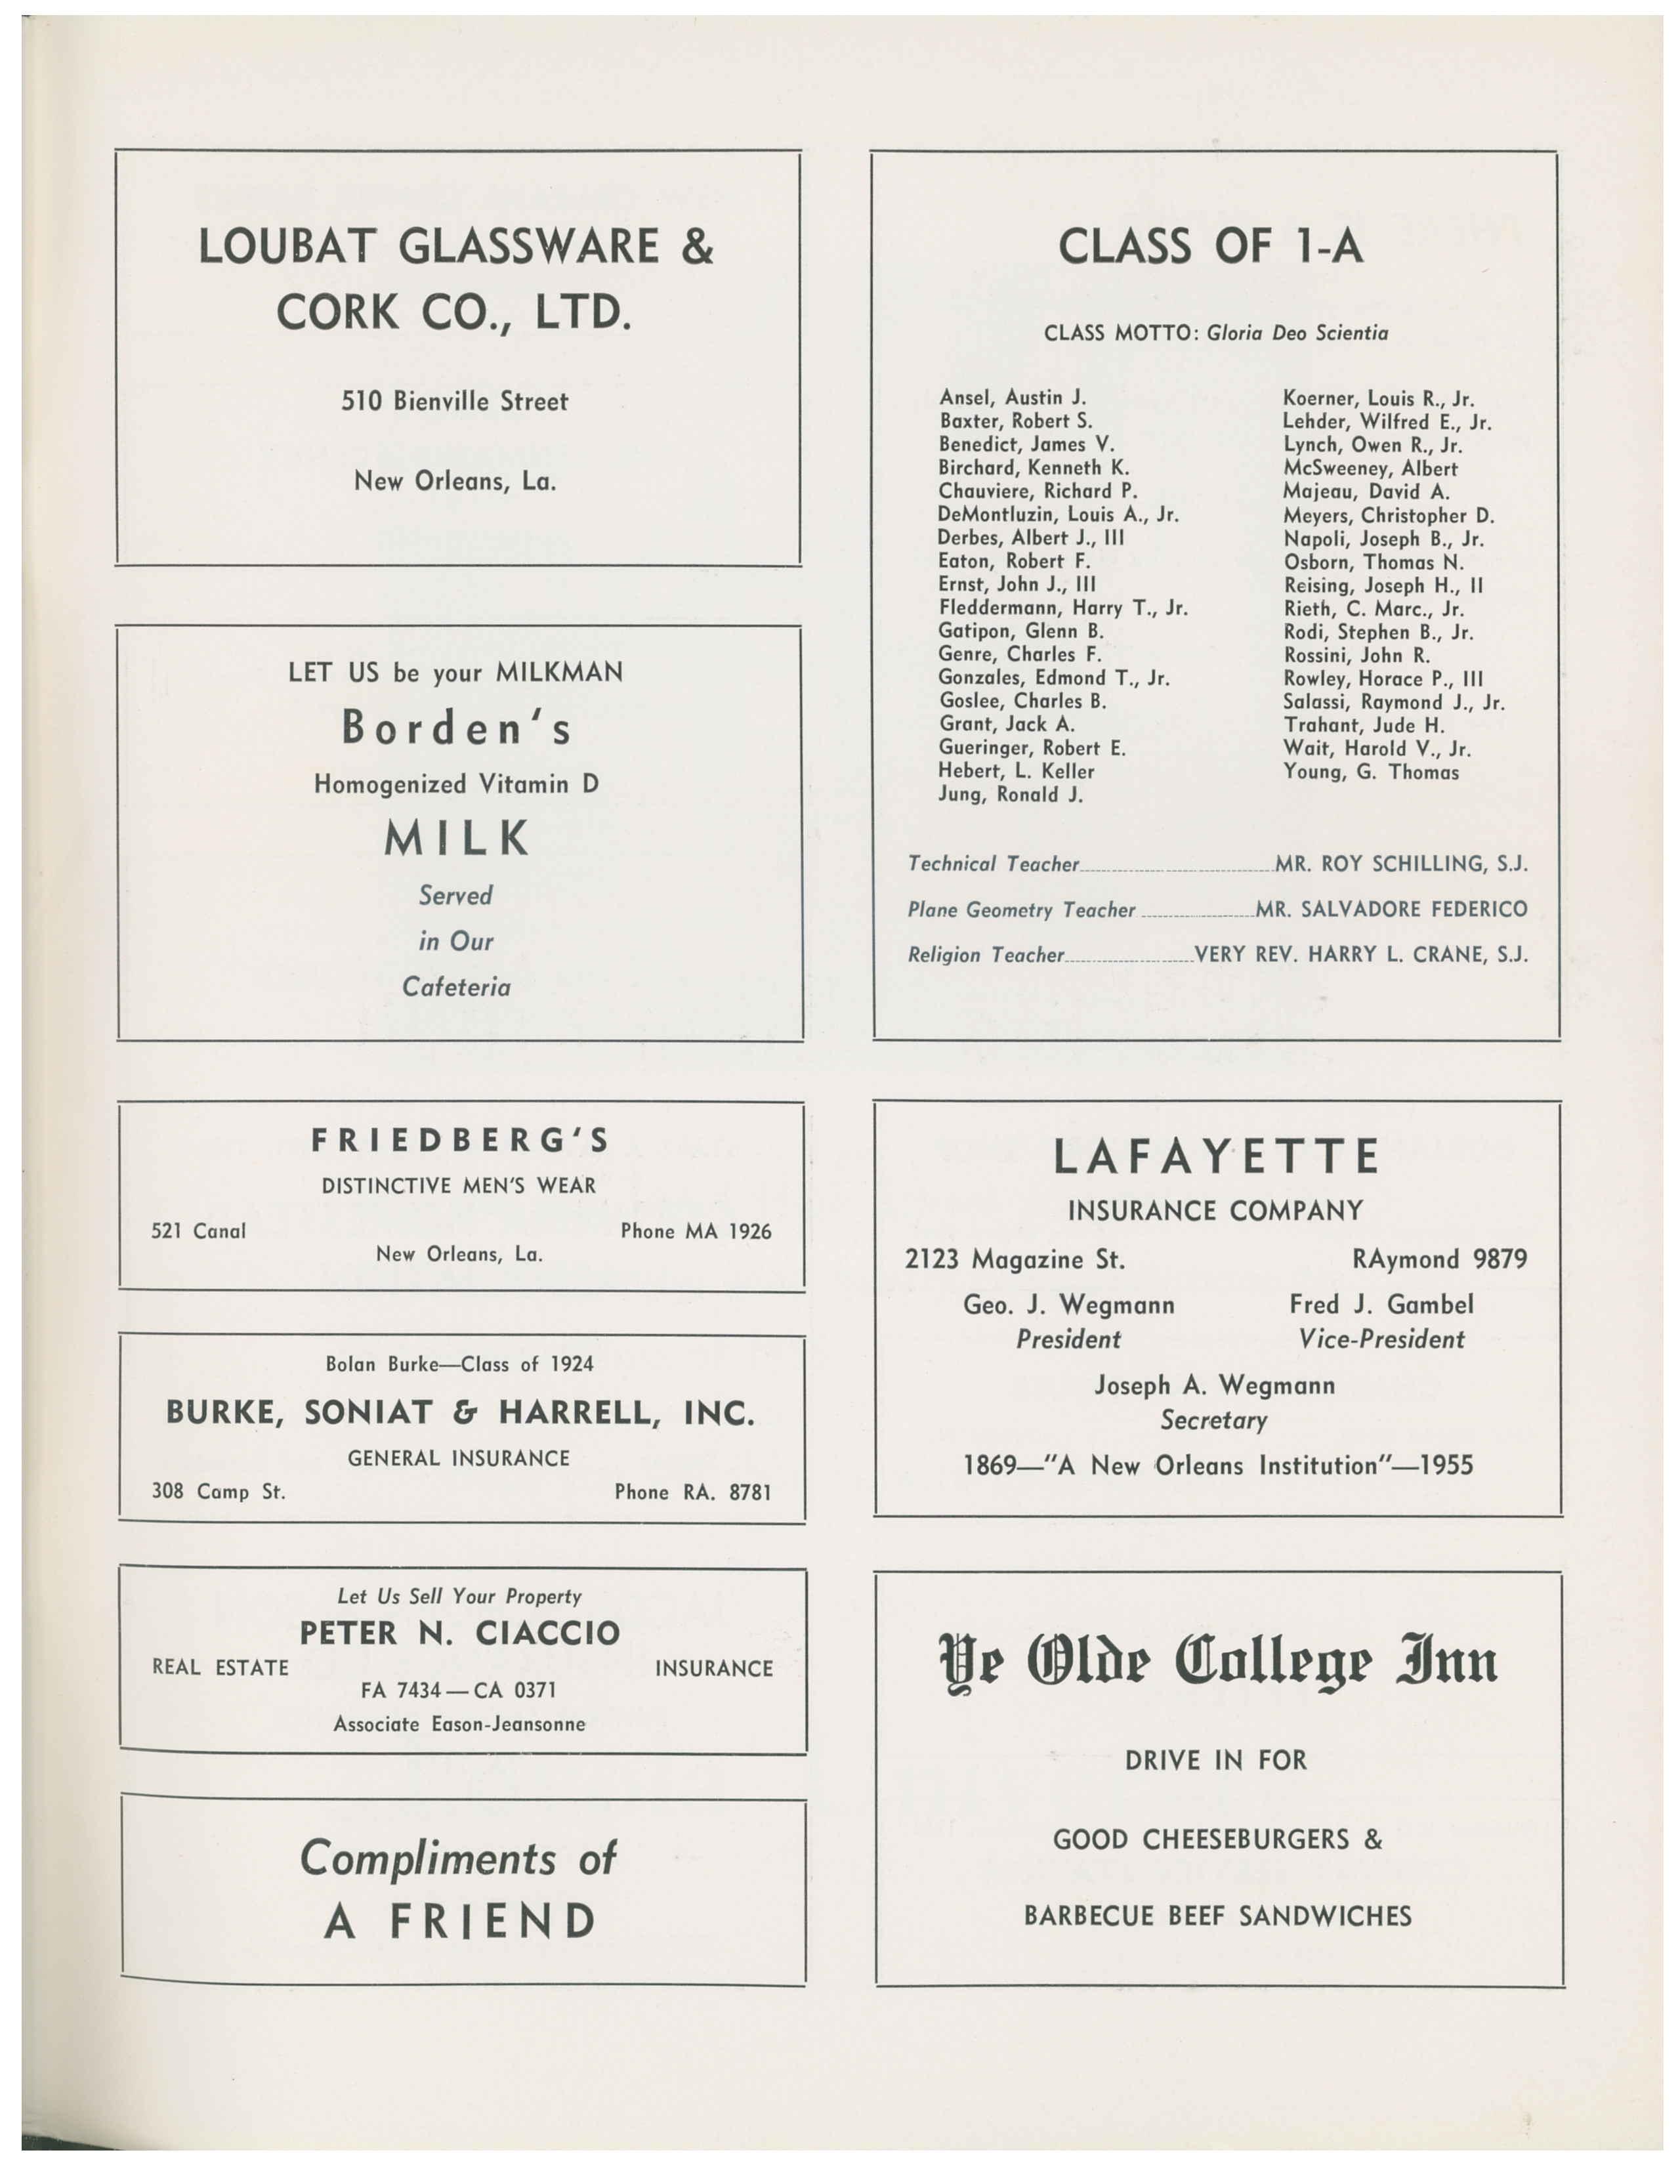 LOUBAT GLASSWARE &
CORK CO., LTD.
510 Bienville Street
New Orleans, La.
LET US be your MILKMAN
Borden's
Homogenized Vitamin D
MILK
Served
in Our
Cafeteria
FRIEDBERG'S
DISTINCTIVE MEN'S WEAR
521 Canal Phone MA 1926
New Orleans, La.
Bolan Burke—Class of 1924
BURKE, SONIAT & HARRELL, INC.
GENERAL INSURANCE
308 Camp St. Phone RA. 8781
Let Us Sell Your Property
PETER N. CIACCIO
REAL ESTATE INSURANCE
FA 7434—CA 0371
Associate Eason-Jeansonne
Compliments of
A FRIEND
CLASS OF 1-A
CLASS MOTTO: Gloria Deo Scientia
Ansel, Austin J.
Baxter, Robert S.
Benedict, James V.
Birchard, Kenneth K.
Chauviere, Richard P.
DeMontluzin, Louis A., Jr.
Derbes, Albert J., III
Eaton, Robert F.
Ernst, John J., III
Fleddermann, Harry T., Jr.
Gatipon, Glenn B.
Genre, Charles F.
Gonzales, Edmond T., Jr.
Goslee, Charles B.
Grant, Jack A.
Gueringer, Robert E.
Hebert, L. Keller
Jung, Ronald J.
Koerner, Louis R., Jr.
Lehder, Wilfred E., Jr.
Lynch, Owen R., Jr.
McSweeney, Albert
Majeau, David A.
Meyers, Christopher D.
Napoli, Joseph B., Jr.
Osborn, Thomas N.
Reising, Joseph H., II
Rieth, C. Marc., Jr.
Rodi, Stephen B., Jr.
Rossini, John R.
Rowley, Horace P., III
Salassi, Raymond J., Jr.
Trahant, Jude H.
Wait, Harold V., Jr.
Young, G. Thomas
Technical Teacher MR. ROY SCHILLING, S.J.
Plane Geometry Teacher MR. SALVADORE FEDERICO
Religion Teacher VERY REV. HARRY L. CRANE, S.J.
LAFAYETTE
INSURANCE COMPANY
2123 Magazine St. RAymond 9879
Geo. J. Wegmann Fred J. Gambel
President Vice-President
Joseph A. Wegmann
Secretary
1869—"A New Orleans Institution"—1955
Ye Olde College Inn
DRIVE IN FOR
GOOD CHEESEBURGERS &
BARBECUE BEEF SANDWICHES